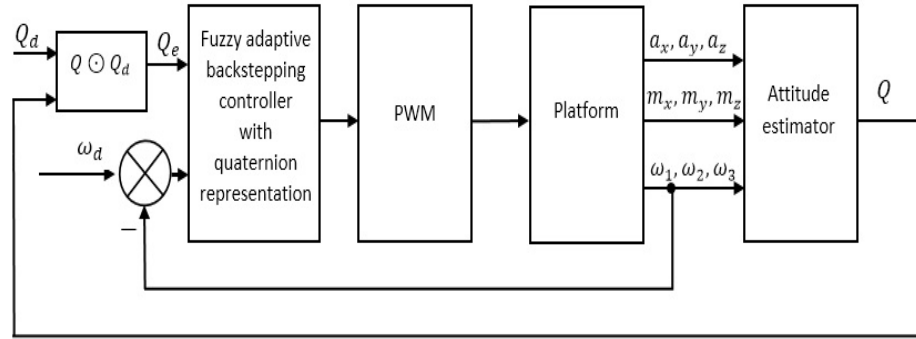 Q_d
Q ⊙ Q_d
Q_e
ω_d
−
Fuzzy adaptive
backstepping
controller
with
quaternion
representation
PWM
Platform
a_x, a_y, a_z
m_x, m_y, m_z
ω_1, ω_2, ω_3
Attitude
estimator
Q